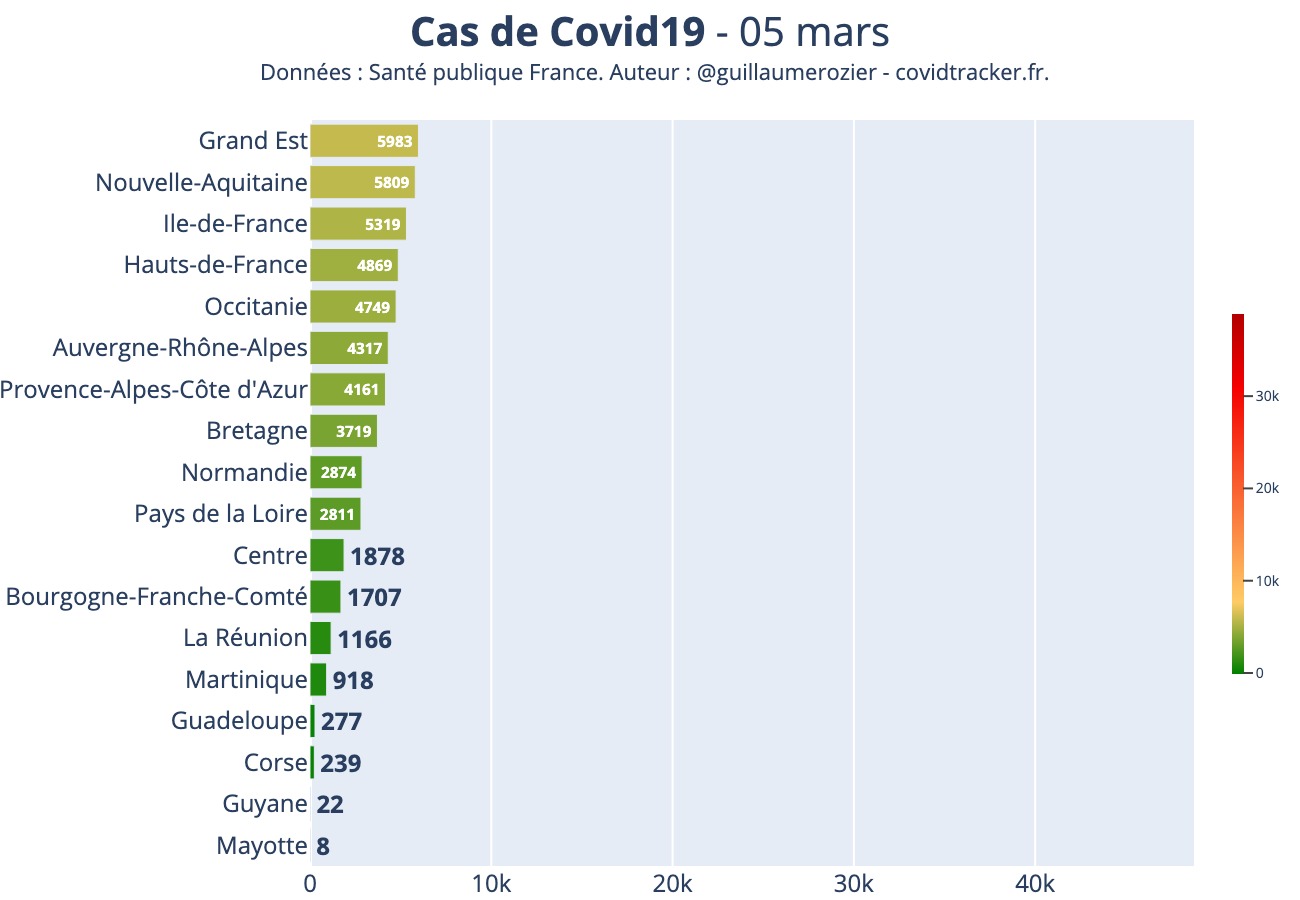 Cas de Covid19 - 05 mars
Données : Santé publique France. Auteur : @guillaumerozier - covidtracker.fr.
Grand Est 5983
Nouvelle-Aquitaine 5809
Ile-de-France 5319
Hauts-de-France 4869
Occitanie 4749
Auvergne-Rhône-Alpes 4317
Provence-Alpes-Côte d'Azur 4161
Bretagne 3719
Normandie 2874
Pays de la Loire 2811
Centre 1878
Bourgogne-Franche-Comté 1707
La Réunion 1166
Martinique 918
Guadeloupe 277
Corse 239
Guyane 22
Mayotte 8
0 10k 20k 30k 40k
30k
20k
10k
0